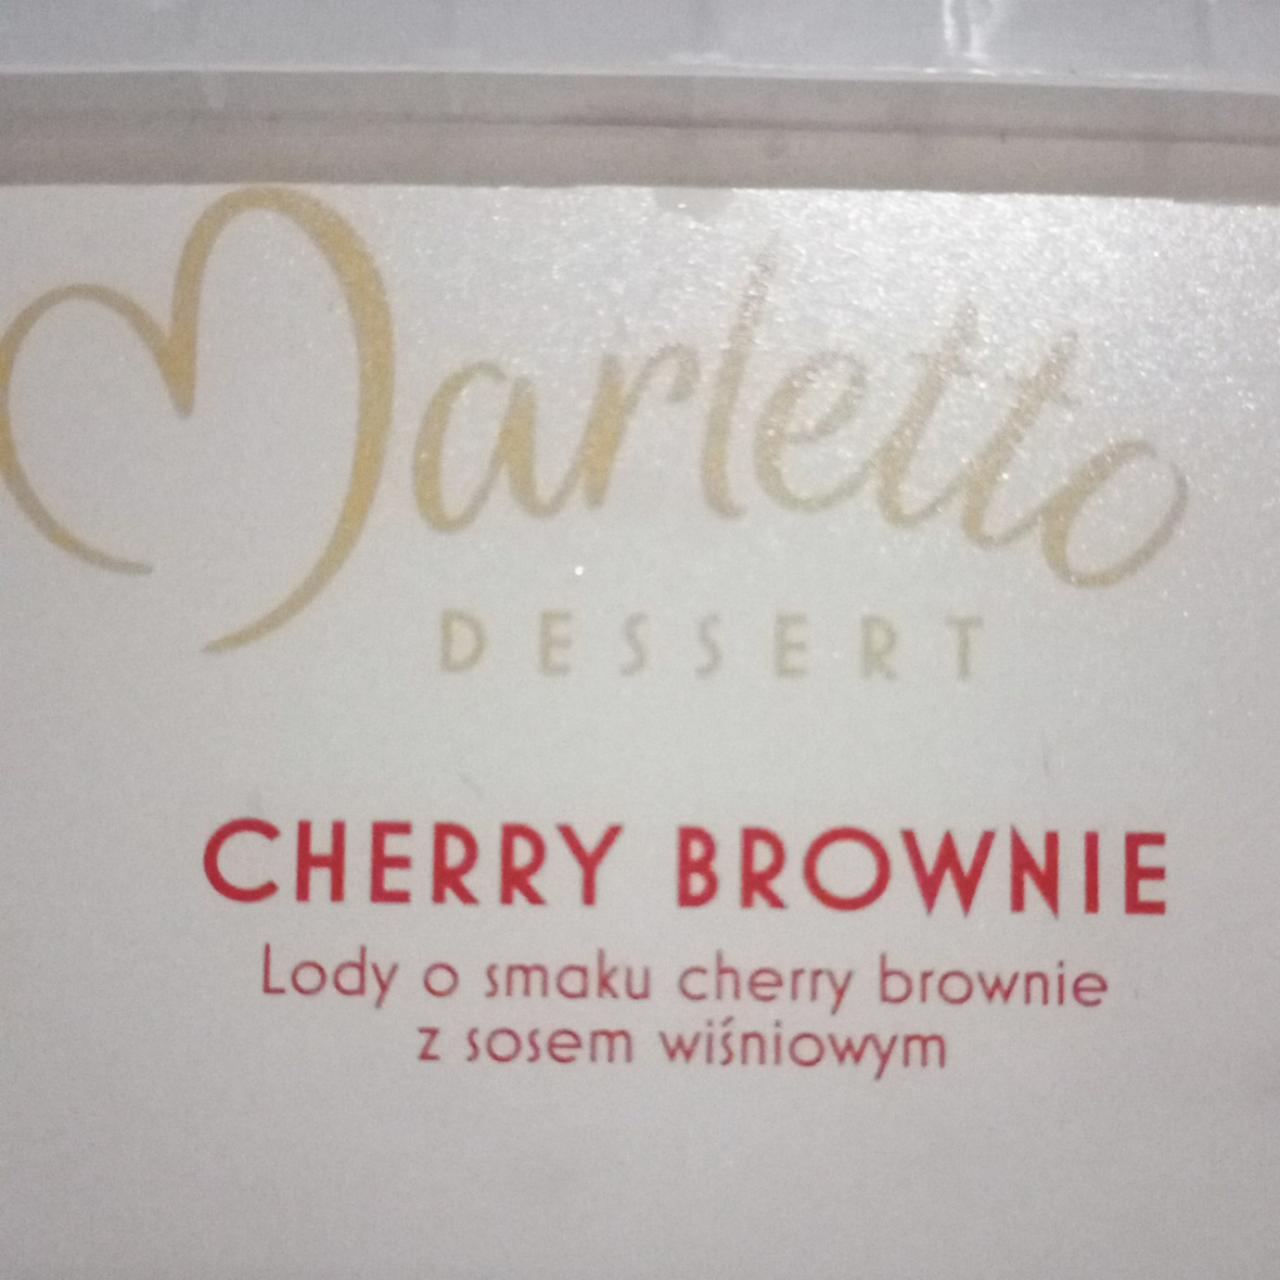 Marletto
DESSERT
CHERRY BROWNIE
Lody o smaku cherry brownie
z sosem wiśniowym